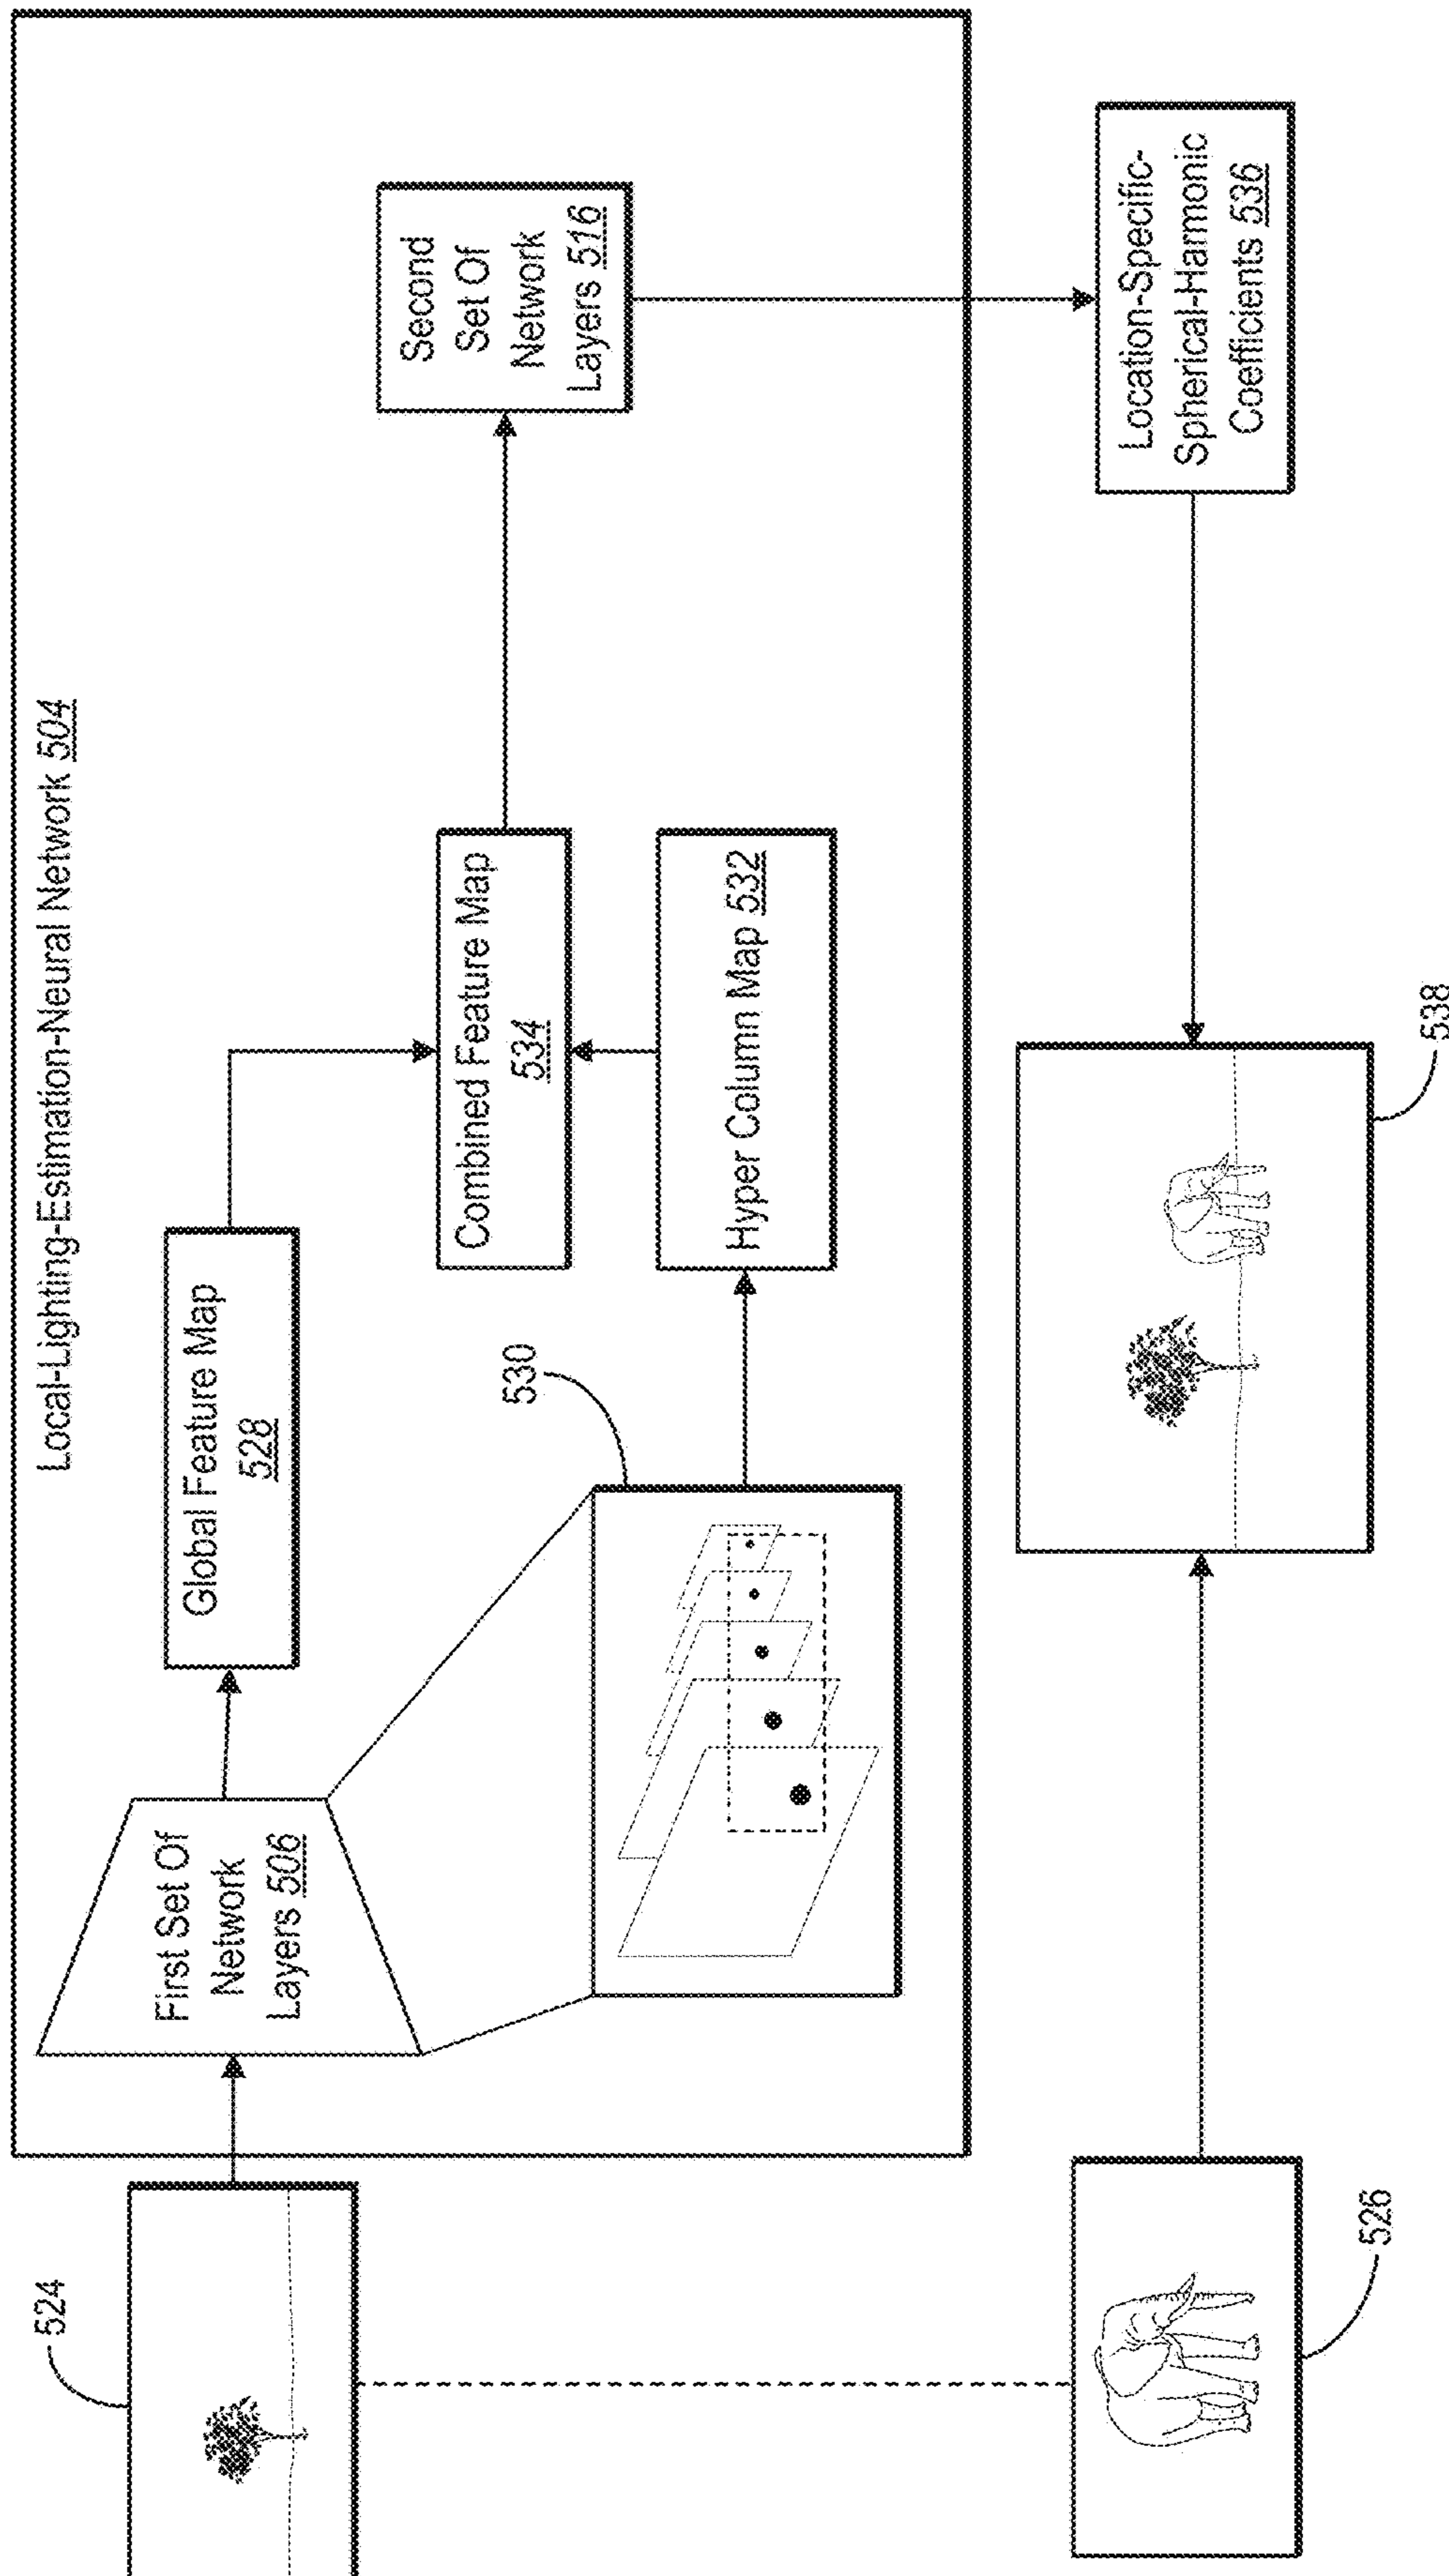 Local-Lighting-Estimation-Neural Network 504
524
First Set Of
Network
Layers 506
Global Feature Map
528
530
Combined Feature Map
534
Hyper Column Map 532
Second
Set Of
Network
Layers 516
Location-Specific-
Spherical-Harmonic
Coefficients 536
526
538